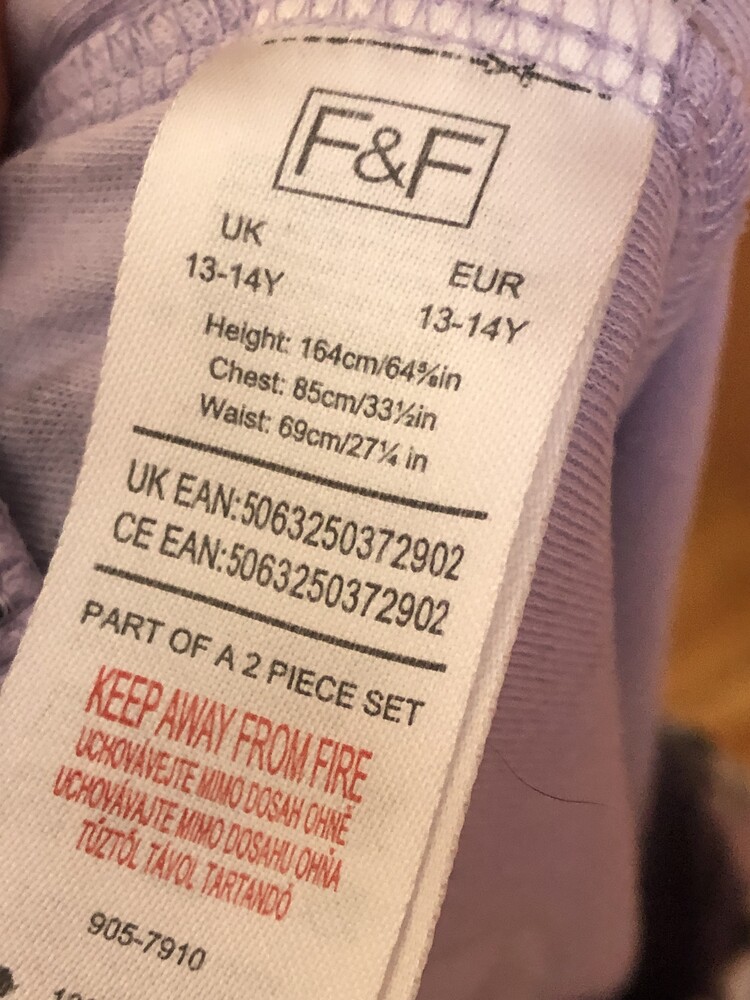 F&F
UK EUR
13-14Y 13-14Y
Height: 164cm/64⅝in
Chest: 85cm/33½in
Waist: 69cm/27¼ in
UK EAN:5063250372902
CE EAN:5063250372902
PART OF A 2 PIECE SET
KEEP AWAY FROM FIRE
UCHOVÁVEJTE MIMO DOSAH OHNĚ
UCHOVÁVAJTE MIMO DOSAHU OHŇA
TŰZTŐL TÁVOL TARTANDÓ
905-7910